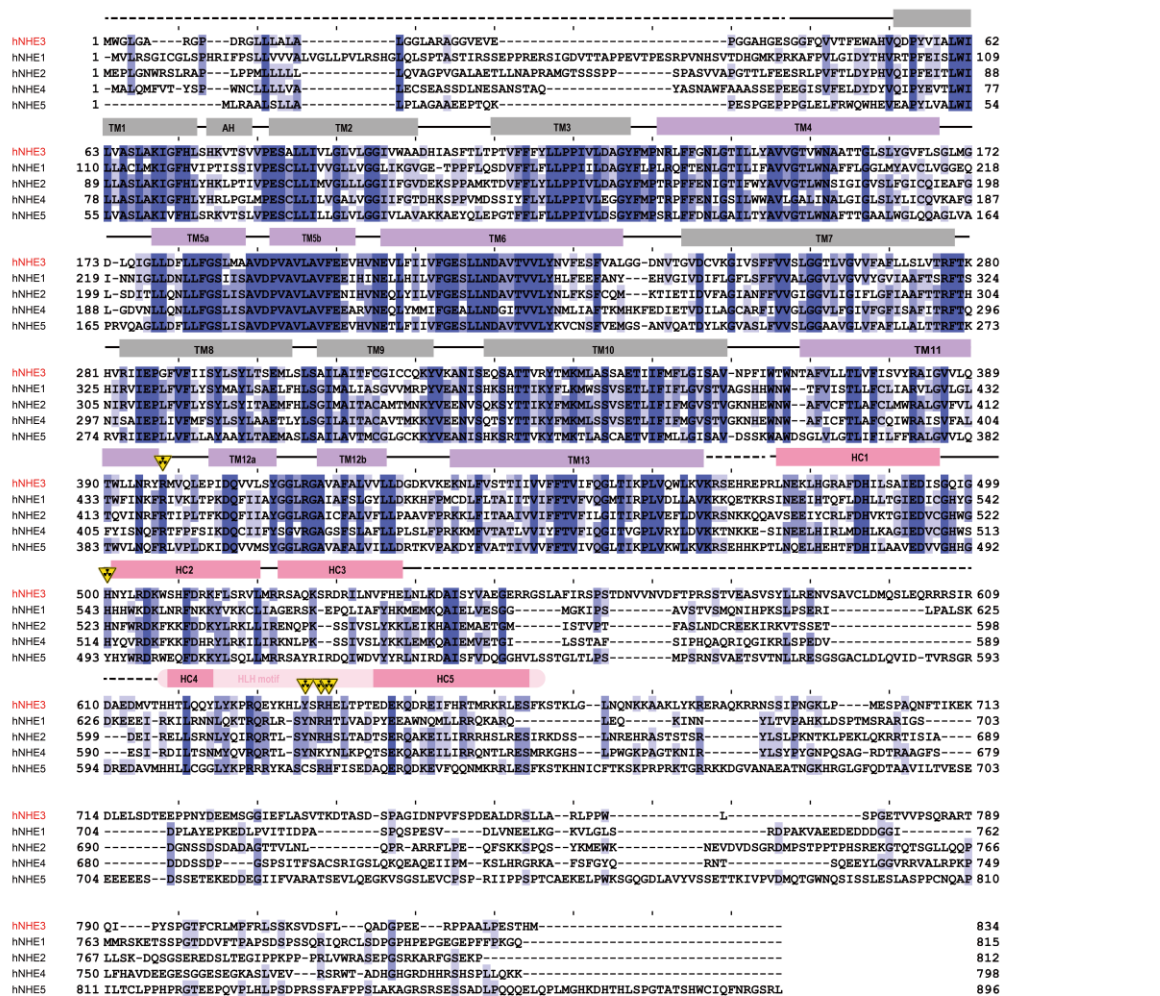 hNHE3 1 MWGLGA----RGP--DRGLLLALALA------------LGGLARAGGVEVE-----------------------------PGGAHGESGGFQVVTFEWAHVQDPYVIALWI 62
hNHE1 1 -MVLRSGICGLSPHRIFPSLLVVVALVGLLPVLRSHGLQLSPTASTIRSSEPPRERSIGDVTTAPPEVTPESRPVNHSVTDHGMKPRKAFPVLGIDYTHVRTPFEISLWI 109
hNHE2 1 -MEPLGNWRSLRAP--LPPMLLLLLL------------LQVAGPVGALAETLLNAPRAMGTSSSPP-----SPASVVAPGTTLFEESRLPVFTLDYPHVQIPFEITLWI 88
hNHE4 1 --MALQMFVT-YSP--WNCLLLLVA------------LECSEASSDLNESANSTAQ-----------------YASNAWFAAASSEPEEGISVFELDYDYVQIPYEVTLWI 77
hNHE5 1 --------------MLRAALSLLA------------LPLAGAAEEPTQK-----------------------------PESPGEPPPGLELFRWQWHEVEAPYLVALWI 54
TM1 AH TM2 TM3 TM4
hNHE3 63 LVASLAKIGFHLSHKVTSVVPESALLIVLGLVLGGIVWAADHIASFTLTPTVFFFYLLPPIVLDAGYFMPNRLFFGNLGTILLYAVVGTVWNAATTGLSLYGVFLSGLMG 172
hNHE1 110 LLACLMKIGFHVIPTISSIVPESCLLIVVGLLVGGLIKGVGE-TPPFLQSDVFFLFLLPPIILDAGYFLPLRQFTENLGTILIFAVVGTLWNAFFLGGLMYAVCLVGGEQ 218
hNHE2 89 LLASLAKIGFHLYHKLPTIVPESCLLIMVGLLLGGIIFGVDEKSPPAMKTDVFFLYLLPPIVLDAGYFMPTRPFFENIGTIFWYAVVGTLWNSIGIGVSLFGICQIEAFG 198
hNHE4 78 LLASLAKIGFHLYHRLPGLMPESCLLILVGALVGGIIFGTDHKSPPVMDSSIYFLYLLPPIVLEGGYFMPTRPFFENIGSILWWAVLGALINALGIGLSLYLICQVKAFG 187
hNHE5 55 LVASLAKIVFHLSRKVTSLVPESCLLILLGLVLGGIVLAVAKKAEYQLEPGTFFLFLLPPIVLDSGYFMPSRLFFDNLGAILTYAVVGTLWNAFTTGAALWGLQQAGLVA 164
TM5a TM5b TM6 TM7
hNHE3 173 D-LQIGLLDFLLFGSLMAAVDPVAVLAVFEEVHVNEVLFIIVFGESLLNDAVTVVLYNVFESFVALGG--DNVTGVDCVKGIVSFFVVSLGGTLVGVVFAFLLSLVTRFTK 280
hNHE1 219 I-NNIGLLDNLLFGSIISAVDPVAVLAVFEEIHINELLHILVFGESLLNDAVTVVLYHLFEEFANY---EHVGIVDIFLGFLSFFVVALGGVLVGVVYGVIAAFTSRFTS 324
hNHE2 199 L-SDITLLQNLLFGSLISAVDPVAVLAVFENIHVNEQLYILVFGESLLNDAVTVVLYNLFKSFCQM---KTIETIDVFAGIANFFVVGIGGVLIGIFLGFIAAFTTRFTH 304
hNHE4 188 L-GDVNLLQNLLFGSLISAVDPVAVLAVFEEARVNEQLYMMIFGEALLNDGITVVLYNMLIAFTKMHKFEDIETVDILAGCARFIVVGLGGVLFGIVFGFISAFITRFTQ 296
hNHE5 165 PRVQAGLLDFLLFGSLISAVDPVAVLAVFEEVHVNETLFIIVFGESLLNDAVTVVLYKVCNSFVEMG-SANVQATDYLKGVASLFVVSLGGAAVGLVFAFLLALTTRFTK 273
TM8 TM9 TM10 TM11
hNHE3 281 HVRIIEPGFVFIISYLSYLTSEMLSLSAILAITFCGICCQKYVKANISEQSATTVRYTMKMLASSAETIIFMFLGISAV-NPFIWTWNTAFVLLTLVFISVYRAIGVVLQ 389
hNHE1 325 HIRVIEPLFVFLYSYMAYLSAELFHLSGIMALIASGVVMRPYVEANISHKSHTTIKYFLKMWSSVSETLIFIFLGVSTVAGSHHWNW--TFVISTLLFCLIARVLGVLGL 432
hNHE2 305 NIRVIEPLFVFLYSYLSYITAEMFHLSGIMAITACAMTMNKYVEENVSQKSYTTIKYFMKMLSSVSETLIFIFMGVSTVGKNHEWNW--AFVCFTLAFCLMWRALGVFVL 412
hNHE4 297 NISAIEPLIVFMFSYLSYLAAETLYLSGILAITACAVTMKKYVEENVSQTSYTTIKYFMKMLSSVSETLIFIFMGVSTVGKNHEWNW--AFICFTLAFCQIWRAISVFAL 404
hNHE5 274 RVRIIEPLLVFLLAYAAYLTAEMASLSAILAVTMCGLGCKKYVEANISHKSRTTVKYTMKTLASCAETVIFMLLGISAV-DSSKWAWDSGLVLGTLIFILFFRALGVVLQ 382
TM12a TM12b TM13 HC1
hNHE3 390 TWLLNRYRMVQLEPIDQVVLSYGGLRGAVAFALVVLLDGDKVKEKNLFVSTTIIVVFFTVIFQGLTIKPLVQWLKVKRSEHREPRLNEKLHGRAFDHILSAIEDISGQIG 499
hNHE1 433 TWFINKFRIVKLTPKDQFIIAYGGLRGAIAFSLGYLLDKKHFPMCDLFLTAIITVIFFTVFVQGMTIRPLVDLLAVKKKQETKRSINEEIHTQFLDHLLTGIEDICGHYG 542
hNHE2 413 TQVINRFRTIPLTFKDQFIIAYGGLRGAICFALVFLLPAAVFPRKKLFITAAIVVIFFTVFILGITIRPLVEFLDVKRSNKKQQAVSEEIYCRLFDHVKTGIEDVCGHWG 522
hNHE4 405 FYISNQFRTFPFSIKDQCIIFYSGVRGAGSFSLAFLLPLSLFPRKKMFVTATLVVIYFTVFIQGITVGPLVRYLDVKKTNKKE-SINEELHIRLMDHLKAGIEDVCGHWS 513
hNHE5 383 TWVLNQFRLVPLDKIDQVVMSYGGLRGAVAFALVILLDRTKVPAKDYFVATTIVVVFFTVIVQGLTIKPLVKWLKVKRSEHHKPTLNQELHEHTFDHILAAVEDVVGHHG 492
HC2 HC3
hNHE3 500 HNYLRDKWSHFDRKFLSRVLMRRSAQKSRDRILNVFHELNLKDAISYVAEGERRGSLAFIRSPSTDNVVNVDFTPRSSTVEASVSYLLRENVSAVCLDMQSLEQRRRSIR 609
hNHE1 543 HHHWKDKLNRFNKKYVKKCLIAGERSK-EPQLIAFYHKMEMKQAIELVESGG------MGKIPS-------AVSTVSMQNIHPKSLPSERI----------LPALSK 625
hNHE2 523 HNFWRDKFKKFDDKYLRKLLIRENQPK--SSIVSLYKKLEIKHAIEMAETGM------ISTVPT-------FASLNDCREEKIRKVTSSET---------------- 598
hNHE4 514 HYQVRDKFKKFDHRYLRKILIRKNLPK--SSIVSLYKKLEMKQAIEMVETGI------LSSTAF-------SIPHQAQRIQGIKRLSPEDV---------------- 589
hNHE5 493 YHYWRDRWEQFDKKYLSQLLMRRSAYRIRDQIWDVYYRLNIRDAISFVDQGGHVLSSTGLTLPS-------MPSRNSVAETSVTNLLRESGSGACLDLQVID-TVRSGR 593
HC4 HLH motif HC5
hNHE3 610 DAEDMVTHHTLQQYLYKPRQEYKHLYSRHELTPTEDEKQDREIFHRTMRKRLESFKSTKLG---LNQNKKAAKLYKRERAQKRRNSSIPNGKLP---MESPAQNFTIKEK 713
hNHE1 626 DKEEEI-RKILRNNLQKTRQRLR-SYNRHTLVADPYEEAWNQMLLRRQKARQ---------LEQ---KINN-------YLTVPAHKLDSPTMSRARIGS------ 703
hNHE2 599 ---DEI-RELLSRNLYQIRQRTL-SYNRHSLTADTSERQAKEILIRRRHSLRESIRKDSS---LNREHRASTSTSR-----YLSLPKNTKLPEKLQKRRTISIA----- 689
hNHE4 590 ---ESI-RDILTSNMYQVRQRTL-SYNKYNLKPQTSEKQAKEILIRRQNTLRESMRKGHS---LPWGKPAGTKNIR-----YLSYPYGNPQSAG-RDTRAAGFS----- 679
hNHE5 594 DREDAVMHHLLCGGLYKPRRRYKASCSRHFISEDAQERQDKEVFQQNMKRRLESFKSTKHNICFTKSKPRPRKTGRRKKDGVANAEATNGKHRGLGFQDTAAVILTVESE 703
hNHE3 714 DLELSDTEEPPNYDEEMSGGIEFLASVTKDTASD-SPAGIDNPVFSPDEALDRSLLA--RLPPW------------------L---------------SPGETVVPSQRART 789
hNHE1 704 --------DPLAYEPKEDLPVITIDPA------SPQSPESV-----DLVNEELKG--KVLGLS----------------RDPAKVAEEDEDDDGGI----------- 762
hNHE2 690 --------DGNSSDSDADAGTTVLNL---------QPR-ARRFLPE--QFSKKSPQS-YKMEWK-----------NEVDVDSGRDMPSTPPTPHSREKGTQTSGLLQQP 766
hNHE4 680 --------DDDSSDP---GSPSITFSACSRIGSLQKQEAQEIIPM--KSLHRGRKA--FSFGYQ-----------RNT------------SQEEYLGGVRRVALRPKP 749
hNHE5 704 EEEEES--DSSETEKEDDEGIIFVARATSEVLQEGKVSGSLEVCPSP-RIIPPSPTCAEKELPWKSGQGDLAVYVSSETTKIVPVDMQTGWNQSISSLESLASPPCNQAP 810
hNHE3 790 QI----PYSPGTFCRLMPFRLSSKSVDSFL---QADGPEE--RPPAALPESTHM------------------------------- 834
hNHE1 763 MMRSKETSSPGTDDVFTPAPSDSPSSQRIQRCLSDPGPHPEPGEGEPFFPKGQ--------------------------------- 815
hNHE2 767 LLSK-DQSGSEREDSLTEGIPPKPP-PRLVWRASEPGSRKARFGSEKP--------------------------------- 812
hNHE4 750 LFHAVDEEGESGGESEGKASLVEV---RSRWT-ADHGHGRDHHRSHSPLLQKK--------------------------------- 798
hNHE5 811 ILTCLPPHPRGTEEPQVPLHLPSDPRSSFAFPPSLAKAGRSRSESSADLPQQQELQPLMGHKDHTHLSPGTATSHWCIQFNRGSRL 896